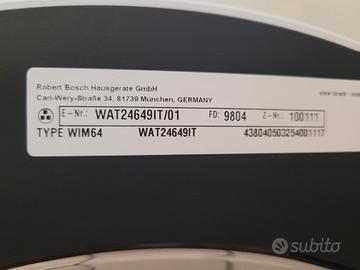 Robert Bosch Hausgeräte GmbH
Carl-Wery-Straße 34, 81739 München, GERMANY
E-Nr.: WAT24649IT/01 FD: 9804 Z-Nr.: 100111
TYPE WIM64 WAT24649IT 438040503254001117
subito